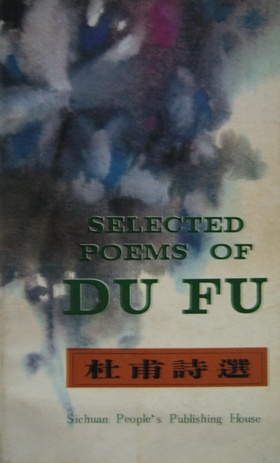 SELECTED
POEMS OF
DU FU
杜甫詩選
Sichuan People's Publishing House